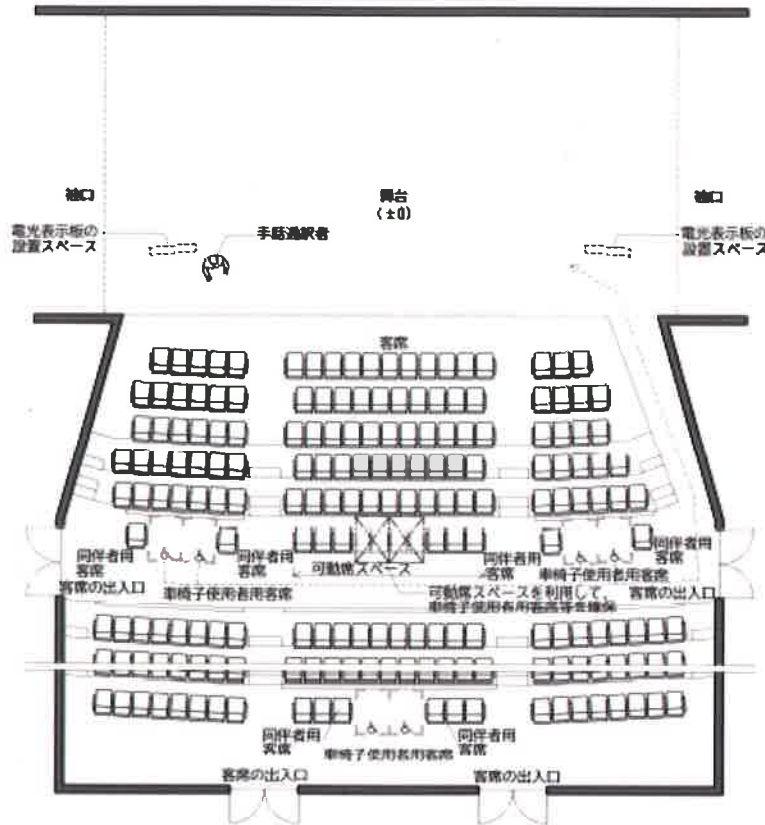 袖口
舞台
(±0)
袖口
電光表示板の
設置スペース
手話通訳者
電光表示板の
設置スペース
客席
同伴者用
客席
同伴者用
客席
可動席スペース
同伴者用
客席
同伴者用
客席
車椅子使用者用客席
客席の出入口
車椅子使用者用客席
可動席スペースを利用して、
車椅子使用者用客席等を確保
客席の出入口
同伴者用
客席
車椅子使用者用客席
同伴者用
客席
客席の出入口
客席の出入口